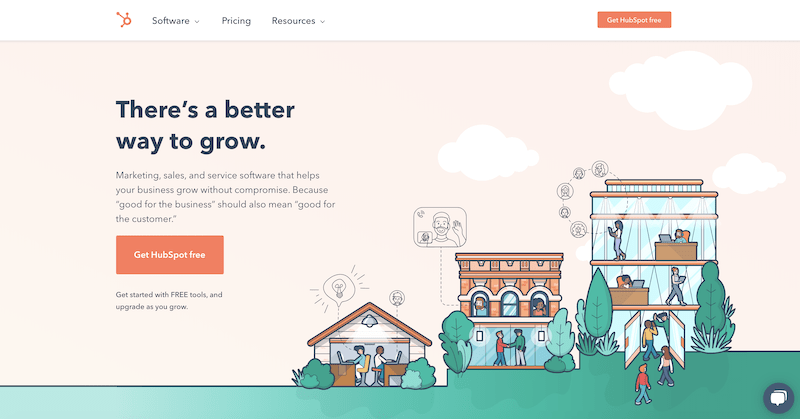 Software
Pricing
Resources
Get HubSpot free
There’s a better
way to grow.
Marketing, sales, and service software that helps
your business grow without compromise. Because
“good for the business” should also mean “good for
the customer.”
Get HubSpot free
Get started with FREE tools, and
upgrade as you grow.